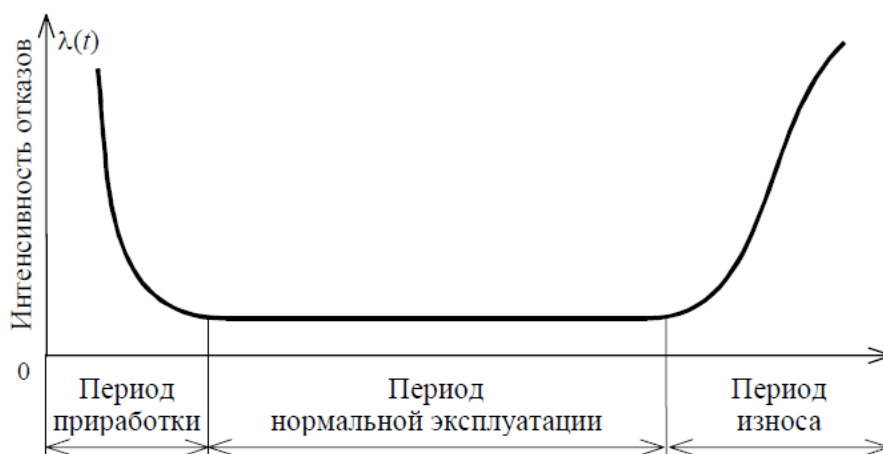 λ(t)
Интенсивность отказов
0
Период
приработки
Период
нормальной эксплуатации
Период
износа